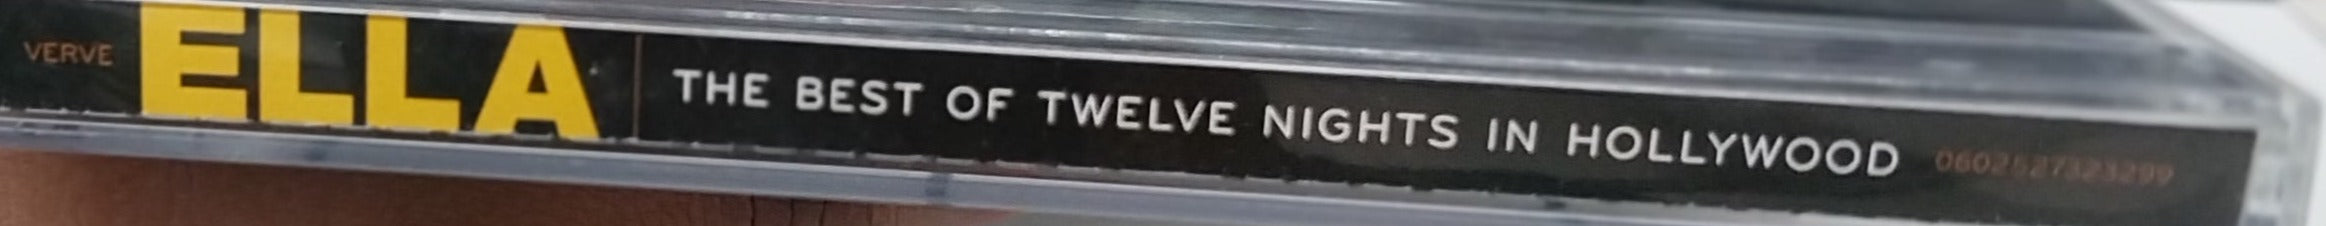 VERVE ELLA THE BEST OF TWELVE NIGHTS IN HOLLYWOOD 0602527323299